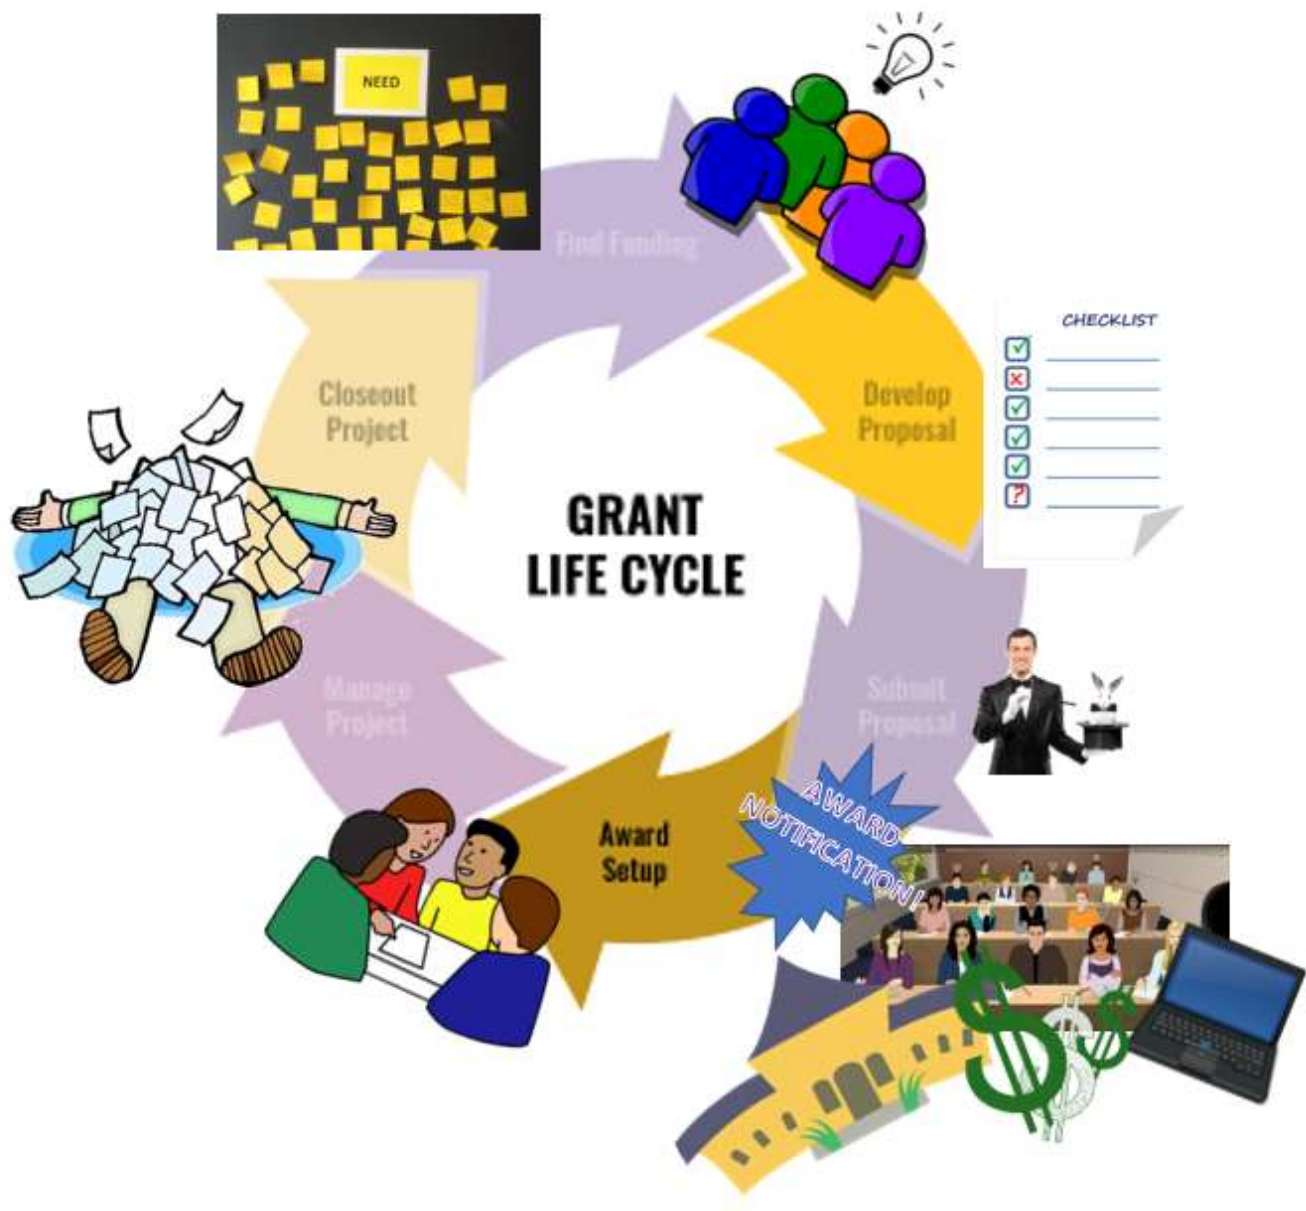 NEED
Find Funding
CHECKLIST
Closeout
Project
Develop
Proposal
GRANT
LIFE CYCLE
Manage
Project
Submit
Proposal
Award
Setup
AWARD
NOTIFICATION!